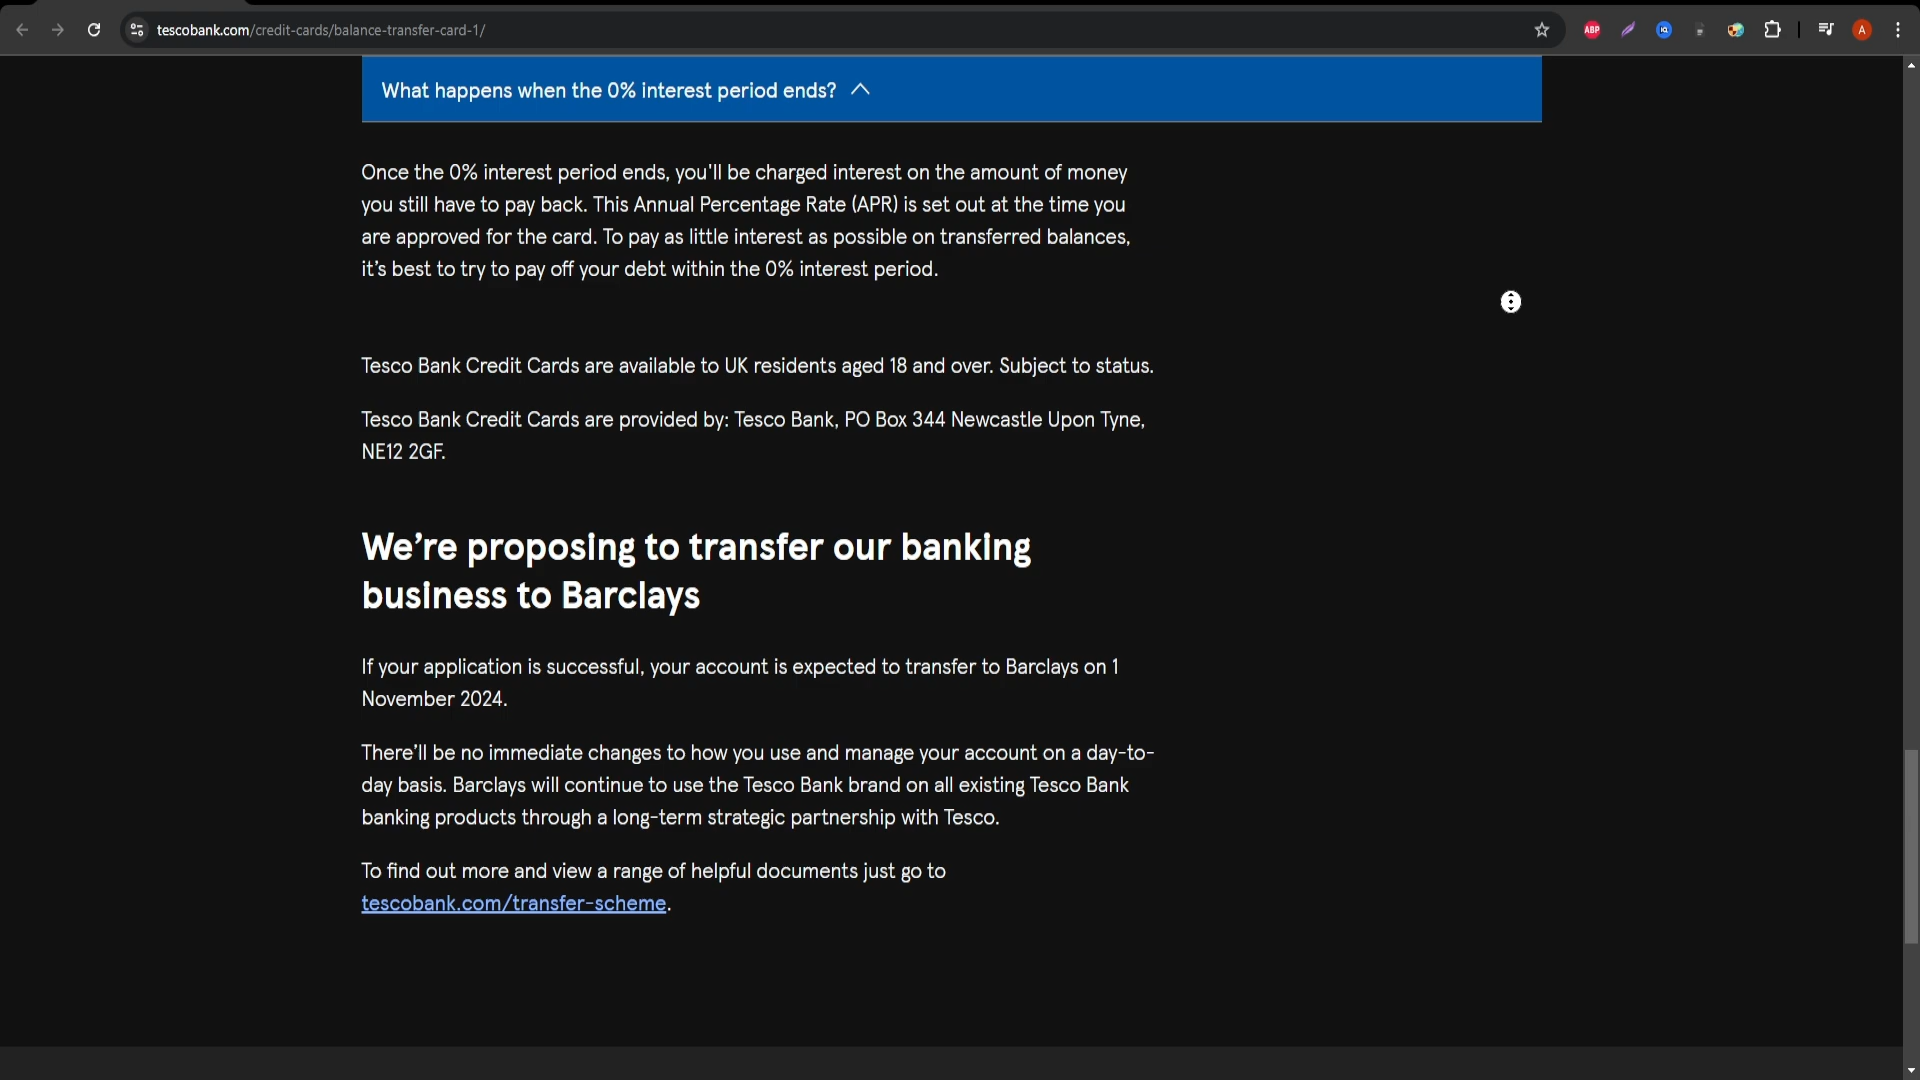 tescobank.com/credit-cards/balance-transfer-card-1/
ABP
A
What happens when the 0% interest period ends?
Once the 0% interest period ends, you'll be charged interest on the amount of money
you still have to pay back. This Annual Percentage Rate (APR) is set out at the time you
are approved for the card. To pay as little interest as possible on transferred balances,
it’s best to try to pay off your debt within the 0% interest period.
Tesco Bank Credit Cards are available to UK residents aged 18 and over. Subject to status.
Tesco Bank Credit Cards are provided by: Tesco Bank, PO Box 344 Newcastle Upon Tyne,
NE12 2GF.
We’re proposing to transfer our banking
business to Barclays
If your application is successful, your account is expected to transfer to Barclays on 1
November 2024.
There’ll be no immediate changes to how you use and manage your account on a day-to-
day basis. Barclays will continue to use the Tesco Bank brand on all existing Tesco Bank
banking products through a long-term strategic partnership with Tesco.
To find out more and view a range of helpful documents just go to
tescobank.com/transfer-scheme.